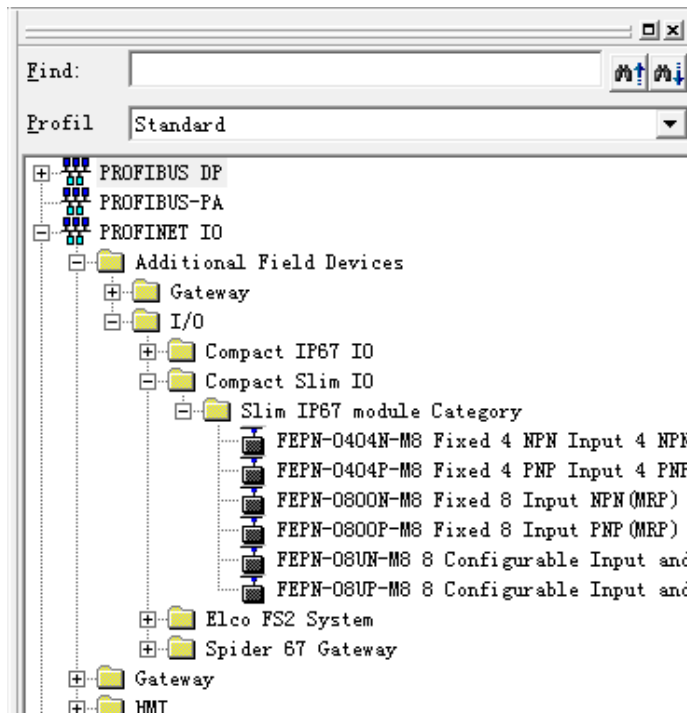 Find:
Profil Standard
PROFIBUS DP
PROFIBUS-PA
PROFINET IO
Additional Field Devices
Gateway
I/O
Compact IP67 IO
Compact Slim IO
Slim IP67 module Category
FEPN-0404N-M8 Fixed 4 NPN Input 4 NPN
FEPN-0404P-M8 Fixed 4 PNP Input 4 PNP
FEPN-0800N-M8 Fixed 8 Input NPN(MRP)
FEPN-0800P-M8 Fixed 8 Input PNP(MRP)
FEPN-08UN-M8 8 Configurable Input and
FEPN-08UP-M8 8 Configurable Input and
Elco FS2 System
Spider 67 Gateway
Gateway
HMI